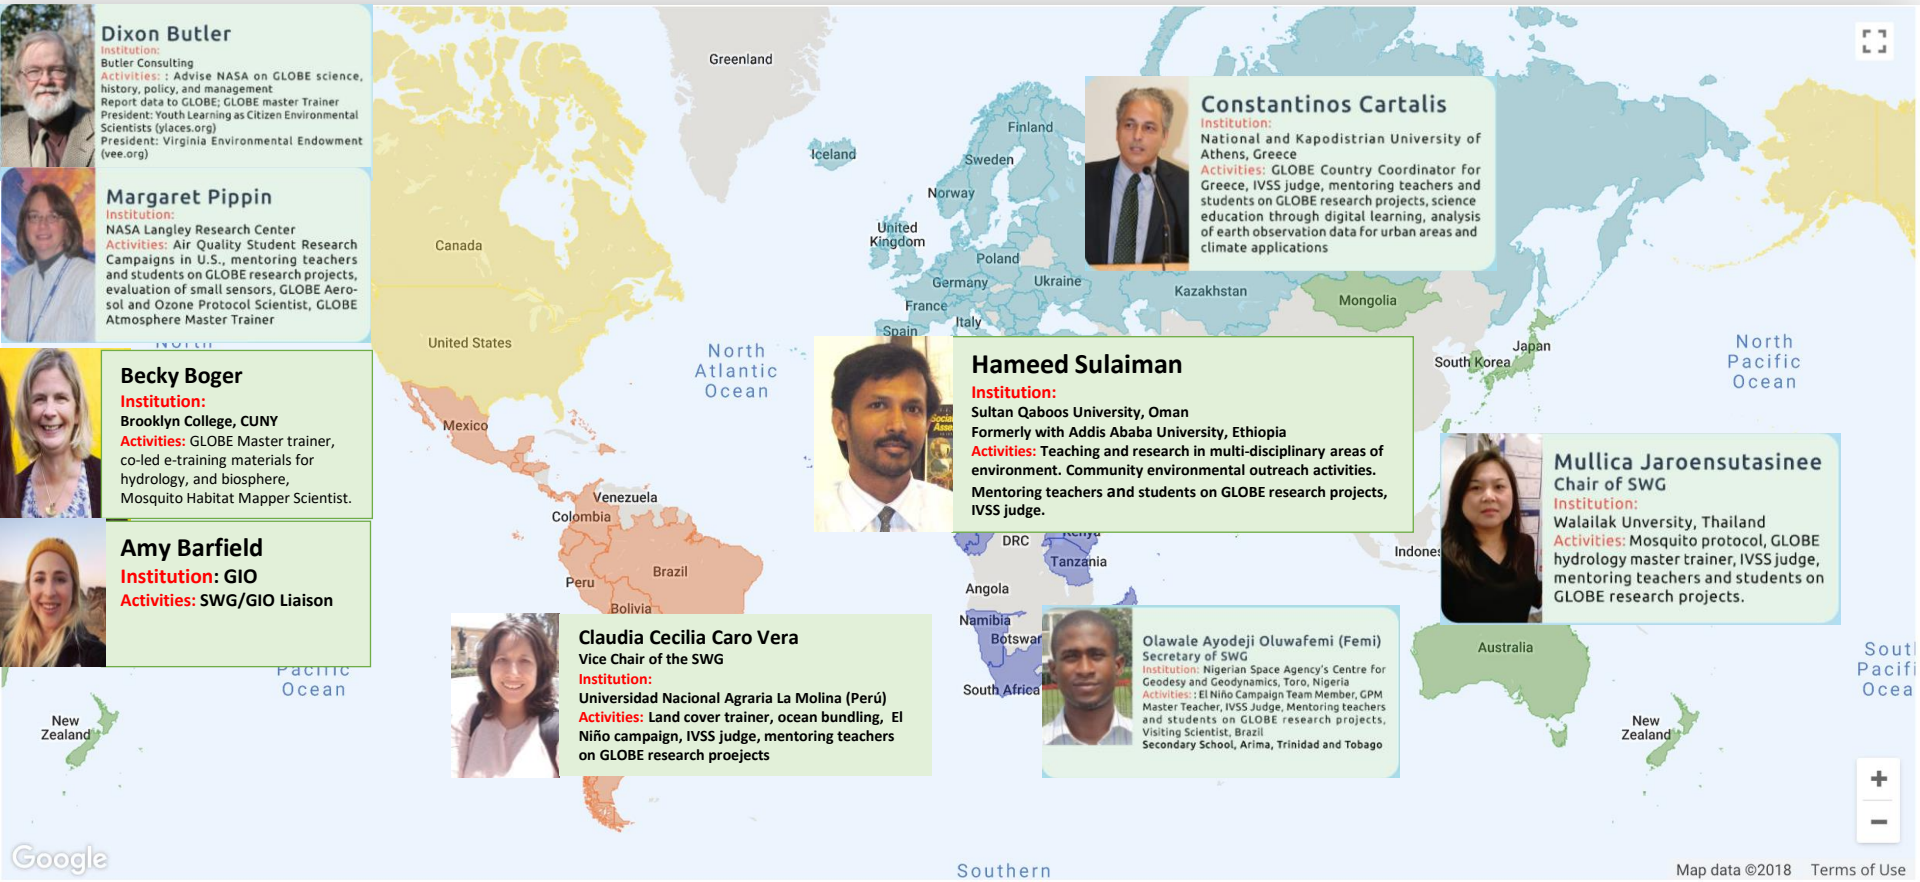 Dixon Butler
Institution:
Butler Consulting
Activities: : Advise NASA on GLOBE science,
history, policy, and management
Report data to GLOBE; GLOBE master Trainer
President: Youth Learning as Citizen Environmental
Scientists (ylaces.org)
President: Virginia Environmental Endowment
(vee.org)
Margaret Pippin
Institution:
NASA Langley Research Center
Activities: Air Quality Student Research
Campaigns in U.S., mentoring teachers
and students on GLOBE research projects,
evaluation of small sensors, GLOBE Aero-
sol and Ozone Protocol Scientist, GLOBE
Atmosphere Master Trainer
North
Becky Boger
Institution:
Brooklyn College, CUNY
Activities: GLOBE Master trainer,
co-led e-training materials for
hydrology, and biosphere,
Mosquito Habitat Mapper Scientist.
Amy Barfield
Institution: GIO
Activities: SWG/GIO Liaison
Pacific
Ocean
New
Zealand
Greenland
Iceland
Finland
Sweden
Norway
United
Kingdom
Poland
Germany
Ukraine
France
Italy
Spain
Kazakhstan
Mongolia
Canada
United States
North
Atlantic
Ocean
Mexico
Venezuela
Colombia
Peru
Brazil
Bolivia
Constantinos Cartalis
Institution:
National and Kapodistrian University of
Athens, Greece
Activities: GLOBE Country Coordinator for
Greece, IVSS judge, mentoring teachers and
students on GLOBE research projects, science
education through digital learning, analysis
of earth observation data for urban areas and
climate applications
South Korea
Japan
North
Pacific
Ocean
Hameed Sulaiman
Institution:
Sultan Qaboos University, Oman
Formerly with Addis Ababa University, Ethiopia
Activities: Teaching and research in multi-disciplinary areas of
environment. Community environmental outreach activities.
Mentoring teachers and students on GLOBE research projects,
IVSS judge.
Social
Asse
DRC
Kenya
Tanzania
Angola
Namibia
Botswar
South Africa
Indones
Mullica Jaroensutasinee
Chair of SWG
Institution:
Walailak Unversity, Thailand
Activities: Mosquito protocol, GLOBE
hydrology master trainer, IVSS judge,
mentoring teachers and students on
GLOBE research projects.
Claudia Cecilia Caro Vera
Vice Chair of the SWG
Institution:
Universidad Nacional Agraria La Molina (Perú)
Activities: Land cover trainer, ocean bundling, El
Niño campaign, IVSS judge, mentoring teachers
on GLOBE research proejects
Olawale Ayodeji Oluwafemi (Femi)
Secretary of SWG
Institution: Nigerian Space Agency's Centre for
Geodesy and Geodynamics, Toro, Nigeria
Activities: : El Niño Campaign Team Member, GPM
Master Teacher, IVSS Judge, Mentoring teachers
and students on GLOBE research projects,
Visiting Scientist, Brazil
Secondary School, Arima, Trinidad and Tobago
Australia
New
Zealand
South
Pacifi
Ocea
Southern
Google
Map data ©2018 Terms of Use